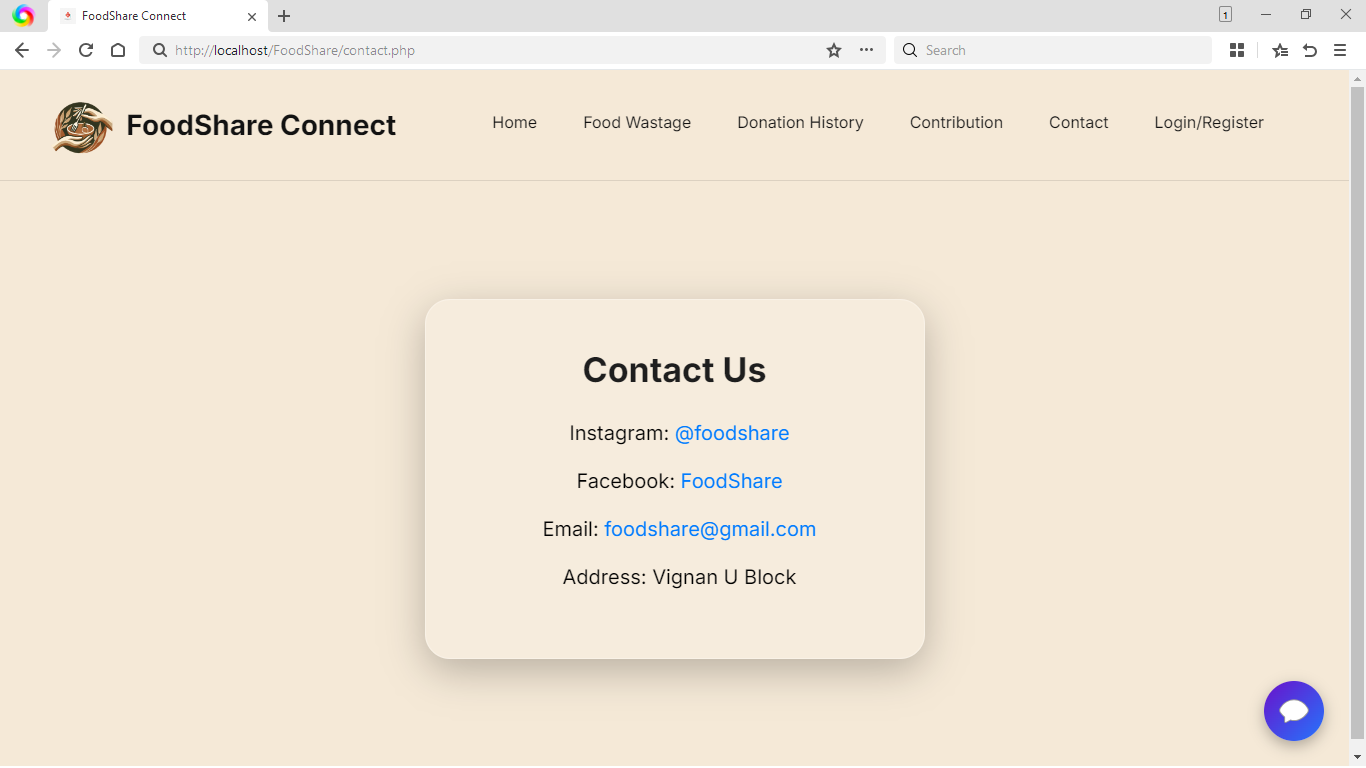 FoodShare Connect
1
http://localhost/FoodShare/contact.php
Search
FoodShare Connect
Home Food Wastage Donation History Contribution Contact Login/Register
Contact Us
Instagram: @foodshare
Facebook: FoodShare
Email: foodshare@gmail.com
Address: Vignan U Block